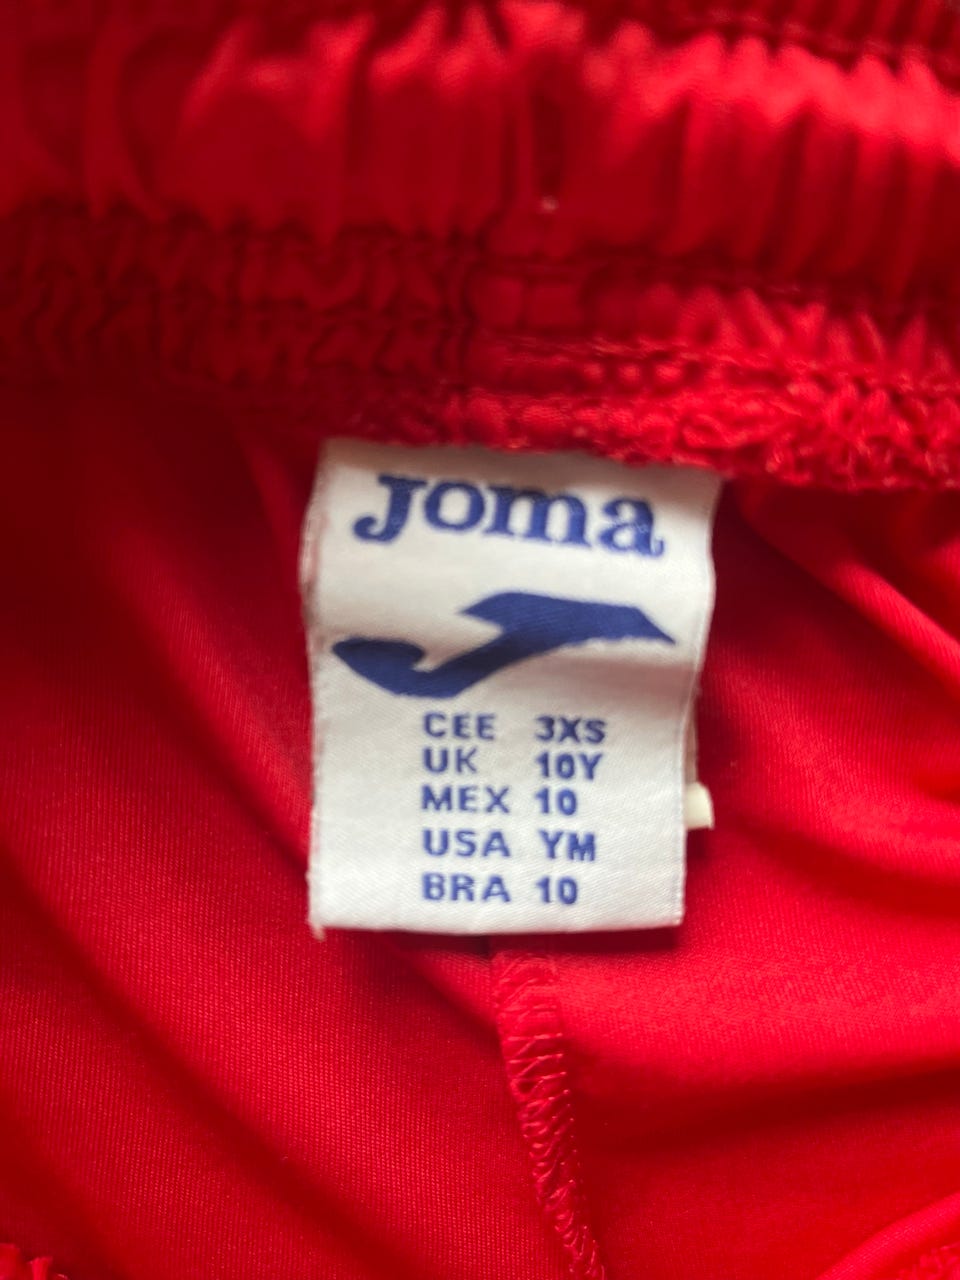 Joma
CEE 3XS
UK 10Y
MEX 10
USA YM
BRA 10